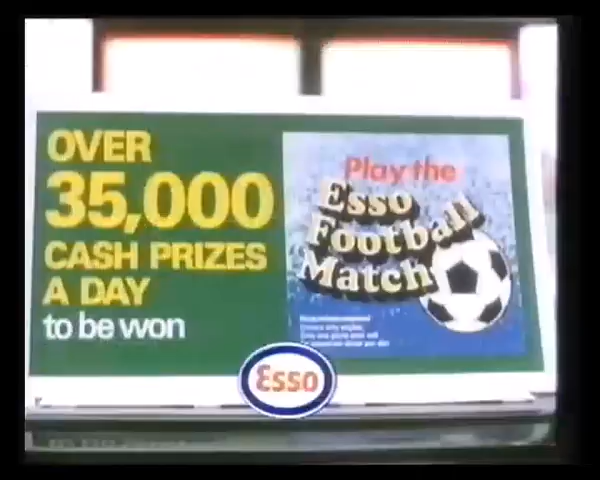 OVER
35,000
CASH PRIZES
A DAY
to be won
Play the
Esso
Football
Match
Esso